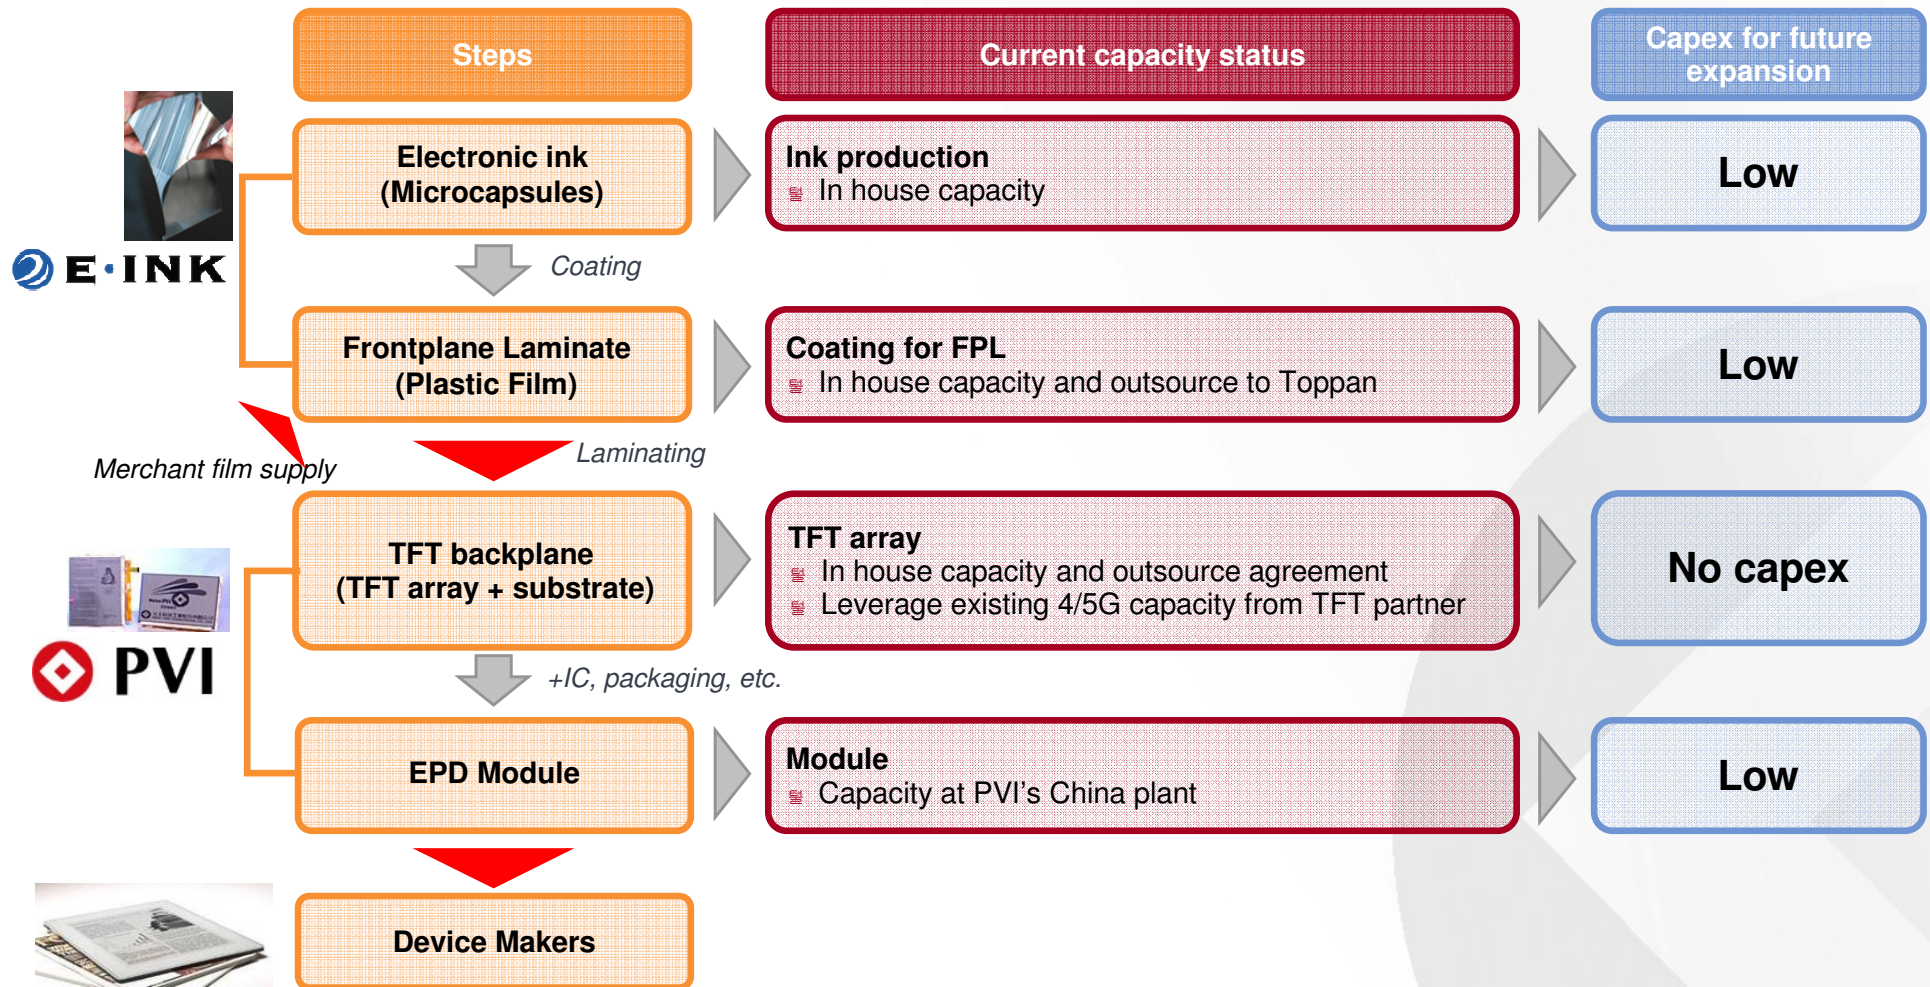 Steps
Current capacity status
Capex for future
expansion
Electronic ink
(Microcapsules)
Ink production
In house capacity
Low
E·INK
Coating
Frontplane Laminate
(Plastic Film)
Coating for FPL
In house capacity and outsource to Toppan
Low
Merchant film supply
Laminating
TFT backplane
(TFT array + substrate)
TFT array
In house capacity and outsource agreement
Leverage existing 4/5G capacity from TFT partner
No capex
PVI
+IC, packaging, etc.
EPD Module
Module
Capacity at PVI's China plant
Low
Device Makers